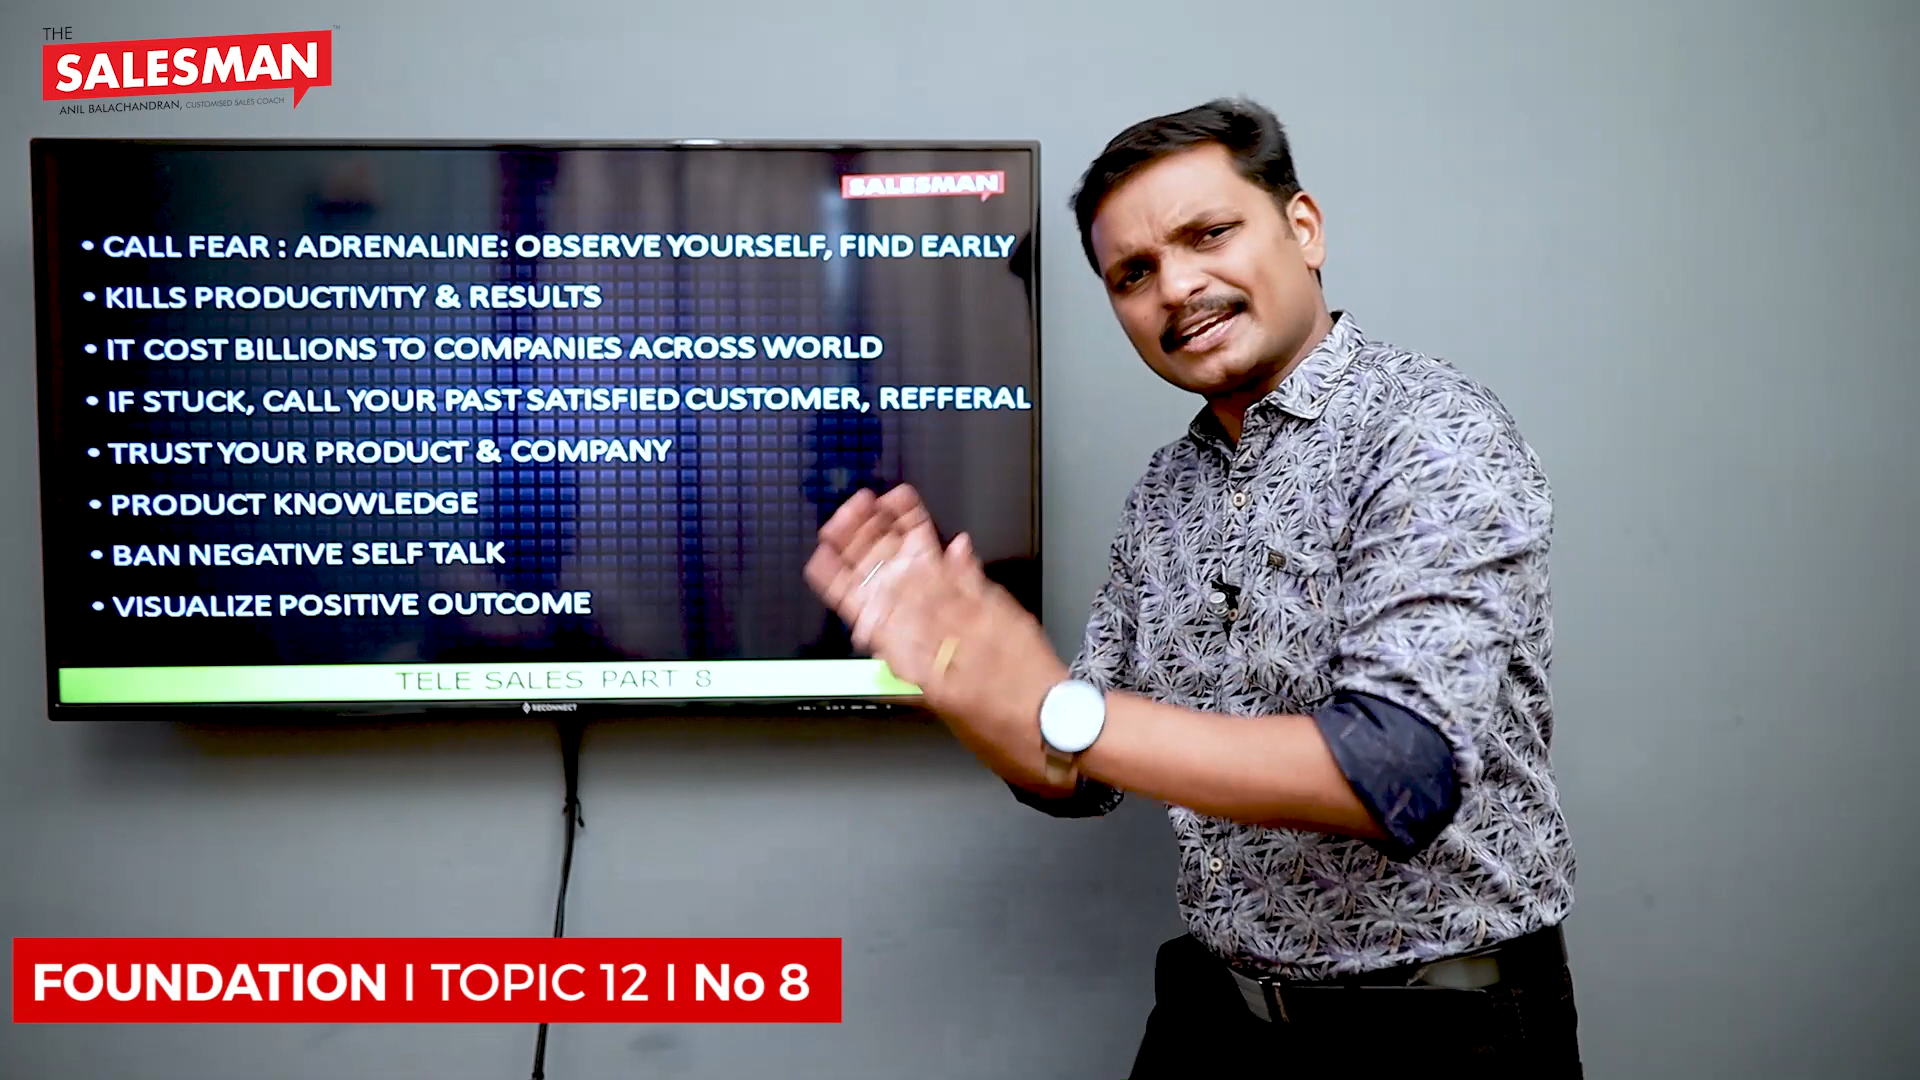 THE
SALESMAN
ANIL BALACHANDRAN, CUSTOMISED SALES COACH
SALESMAN
• CALL FEAR : ADRENALINE: OBSERVE YOURSELF, FIND EARLY
• KILLS PRODUCTIVITY & RESULTS
• IT COST BILLIONS TO COMPANIES ACROSS WORLD
• IF STUCK, CALL YOUR PAST SATISFIED CUSTOMER, REFFERAL
• TRUST YOUR PRODUCT & COMPANY
• PRODUCT KNOWLEDGE
• BAN NEGATIVE SELF TALK
• VISUALIZE POSITIVE OUTCOME
TELE SALES PART 8
RECONNECT
FOUNDATION | TOPIC 12 | No 8